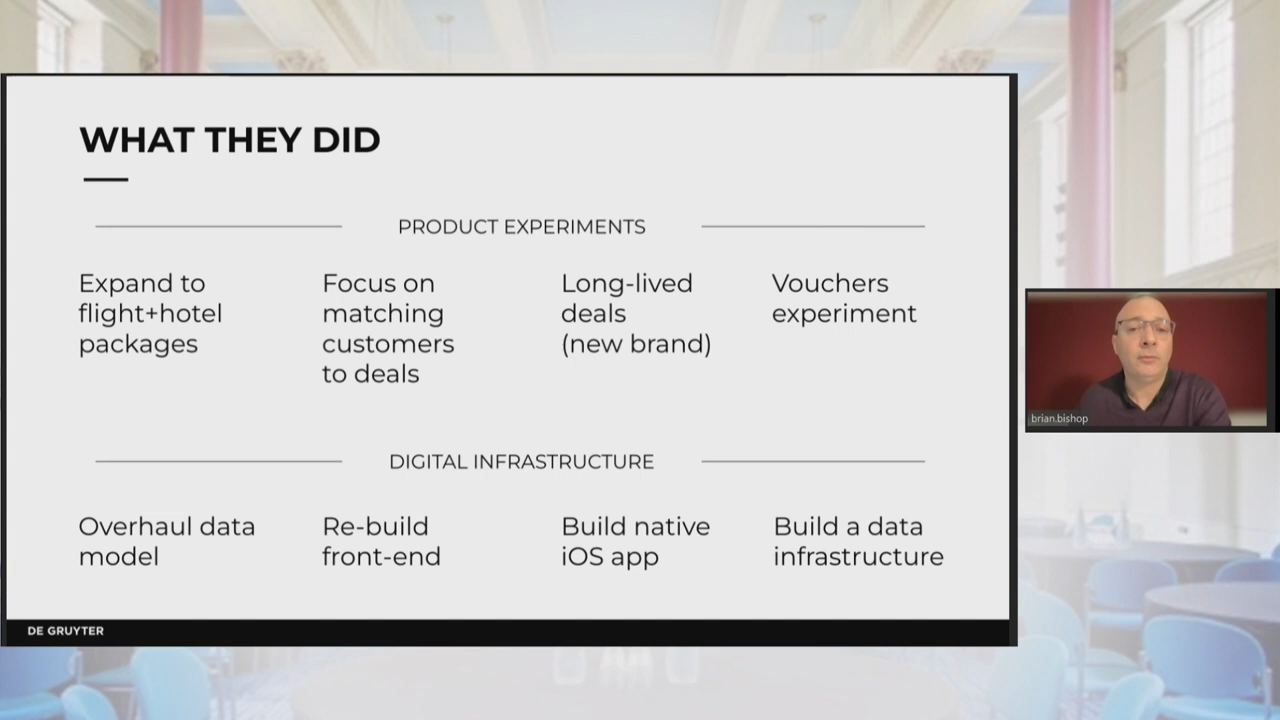 WHAT THEY DID
PRODUCT EXPERIMENTS
Expand to
flight+hotel
packages
Focus on
matching
customers
to deals
Long-lived
deals
(new brand)
Vouchers
experiment
DIGITAL INFRASTRUCTURE
Overhaul data
model
Re-build
front-end
Build native
iOS app
Build a data
infrastructure
DE GRUYTER
brian.bishop